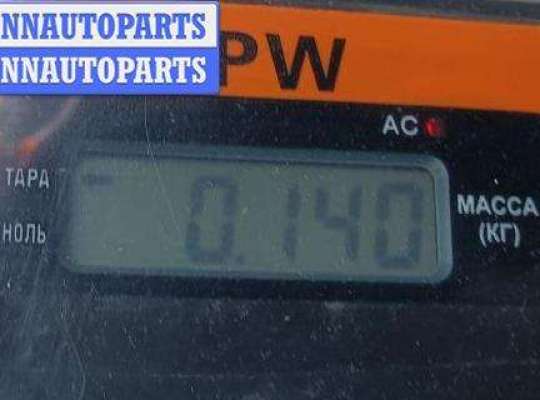 NNAUTOPARTS
NNAUTOPARTS
PW
AC
ТАРА
0.140
МАССА
(КГ)
НОЛЬ